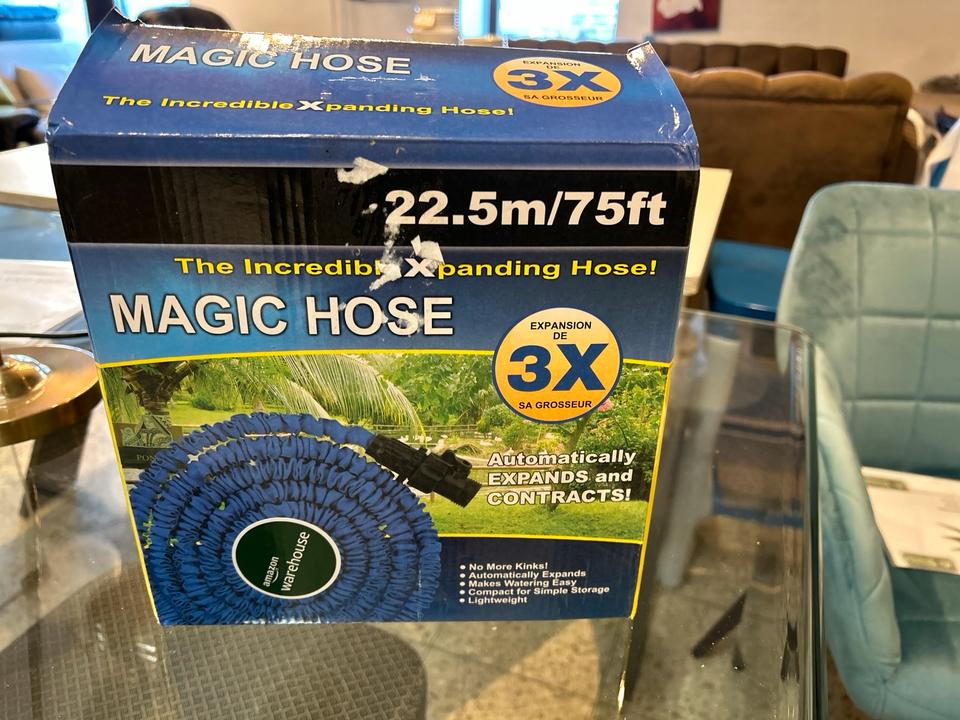 MAGIC HOSE
The Incredible Xpanding Hose!
EXPANSION
DE
3X
SA GROSSEUR
22.5m/75ft
The Incredible Xpanding Hose!
MAGIC HOSE
EXPANSION
DE
3X
SA GROSSEUR
Automatically
EXPANDS and
CONTRACTS!
amazon
warehouse
• No More Kinks!
• Automatically Expands
• Makes Watering Easy
• Compact for Simple Storage
• Lightweight